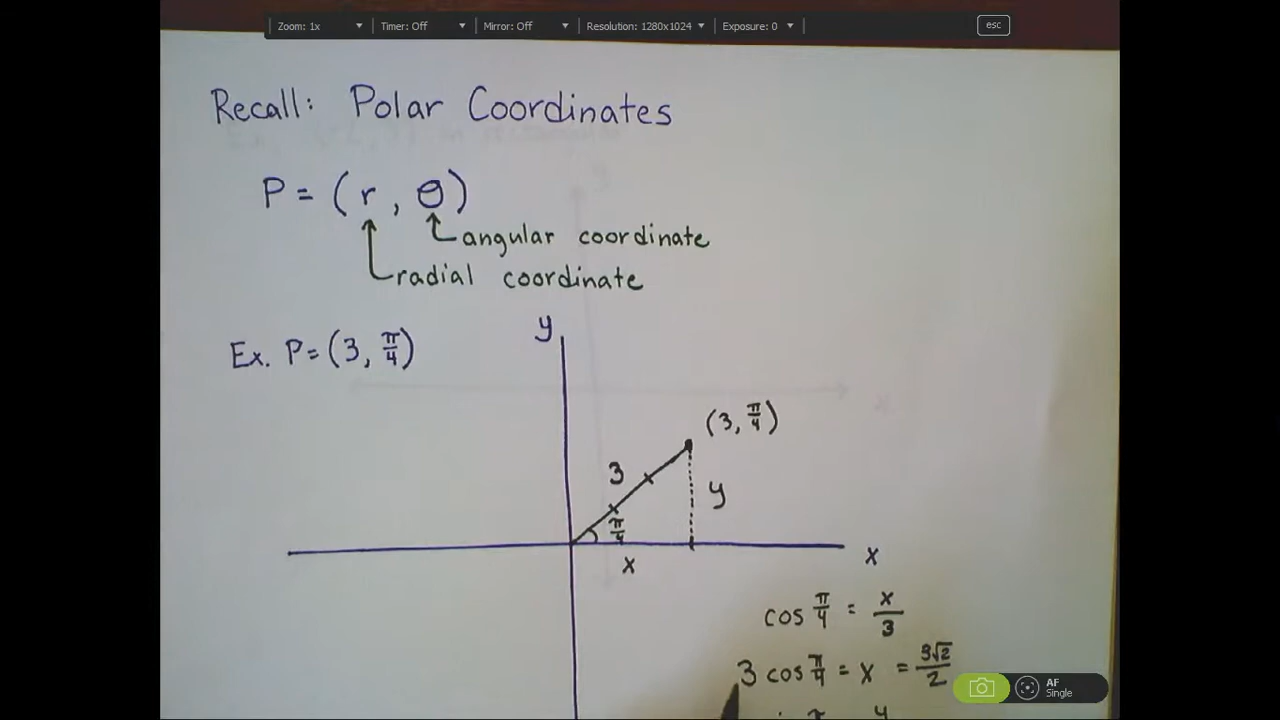 Zoom: 1x Timer: Off Mirror: Off Resolution: 1280x1024 Exposure: 0 esc
Recall: Polar Coordinates
P = (r, θ)
angular coordinate
radial coordinate
Ex. P = (3, π/4)
y
(3, π/4)
3
y
π/4
x
x
cos π/4 = x/3
3 cos π/4 = x = 3√2/2
AF
Single
π y